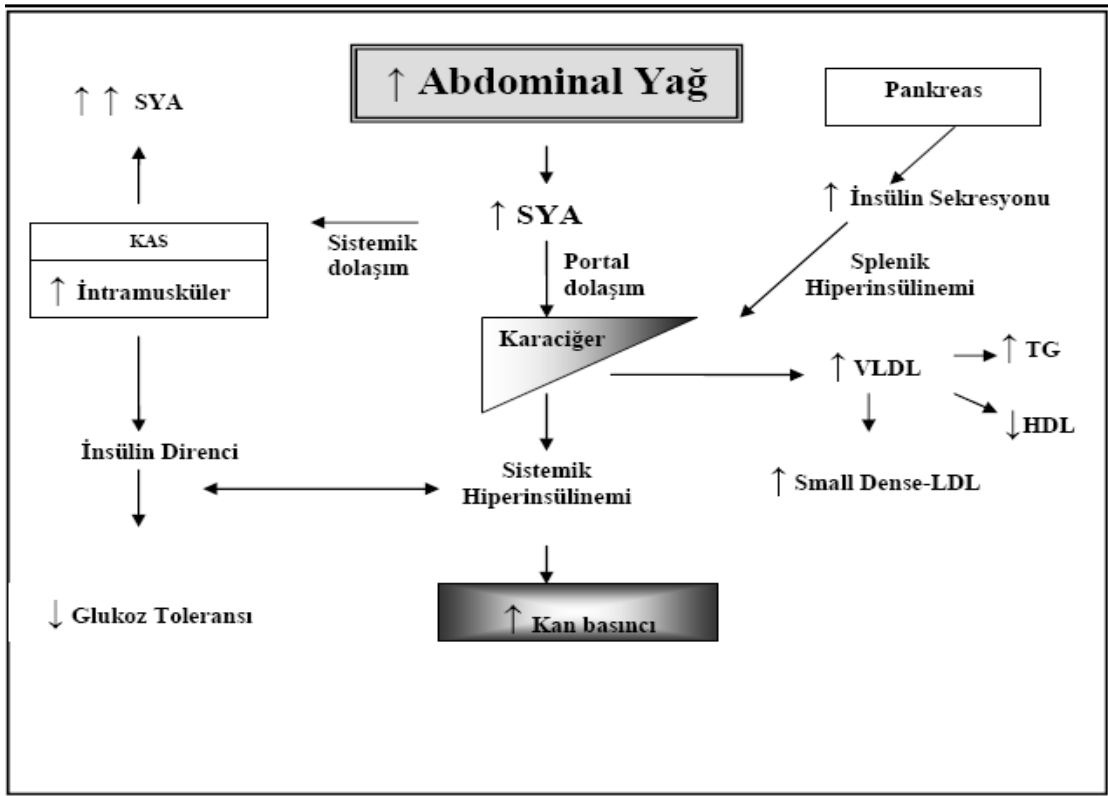 ↑ Abdominal Yağ
↑ ↑ SYA
Pankreas
↑ SYA
↑ İnsülin Sekresyonu
KAS
↑ İntramusküler
Sistemik
dolaşım
Portal
dolaşım
Splenik
Hiperinsülinemi
Karaciğer
↑ VLDL
↑ TG
↓ HDL
↑ Small Dense-LDL
İnsülin Direnci
Sistemik
Hiperinsülinemi
↓ Glukoz Toleransı
↑ Kan basıncı